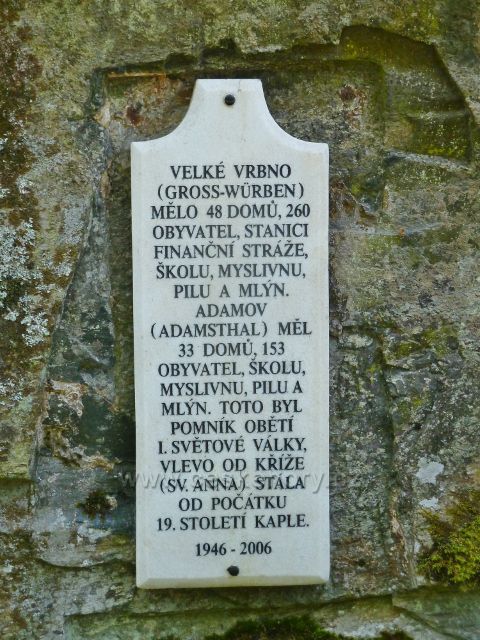 VELKÉ VRBNO
(GROSS-WÜRBEN)
MĚLO 48 DOMŮ, 260
OBYVATEL, STANICI
FINANČNÍ STRÁŽE,
ŠKOLU, MYSLIVNU,
PILU A MLÝN.
ADAMOV
(ADAMSTHAL) MĚL
33 DOMŮ, 153
OBYVATEL, ŠKOLU,
MYSLIVNU, PILU A
MLÝN. TOTO BYL
POMNÍK OBĚTÍ
I. SVĚTOVÉ VÁLKY,
VLEVO OD KŘÍŽE
(SV. ANNA) STÁLA
OD POČÁTKU
19. STOLETÍ KAPLE.
1946 - 2006